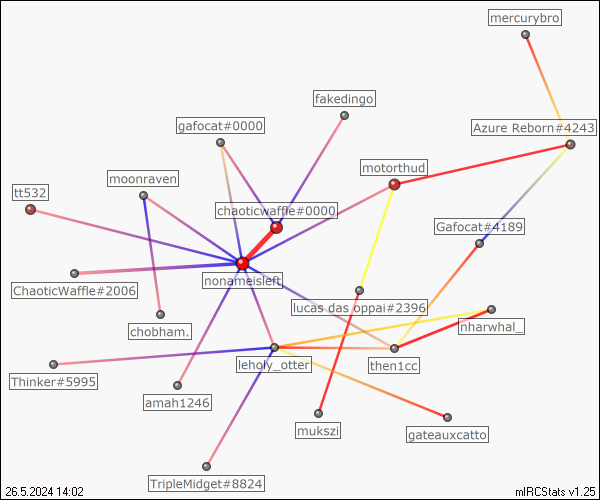 mercurybro
fakedingo
gafocat#0000
Azure Reborn#4243
moonraven
motorthud
tt532
chaoticwaffle#0000
Gafocat#4189
nonameisleft
ChaoticWaffle#2006
lucas.das.oppai#2396
chobham.
nharwhal_
leholy_otter
then1cc
Thinker#5995
amah1246
mukszi
gateauxcatto
TripleMidget#8824
26.5.2024 14:02
mIRCStats v1.25